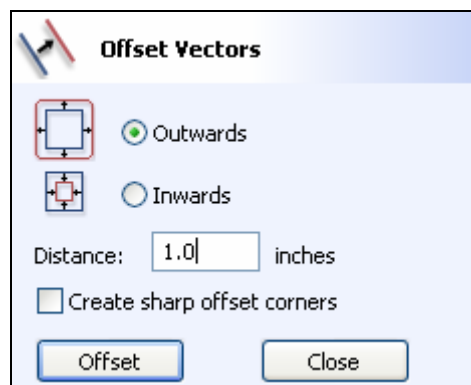 Offset Vectors
Outwards
Inwards
Distance: 1.0 inches
Create sharp offset corners
Offset Close